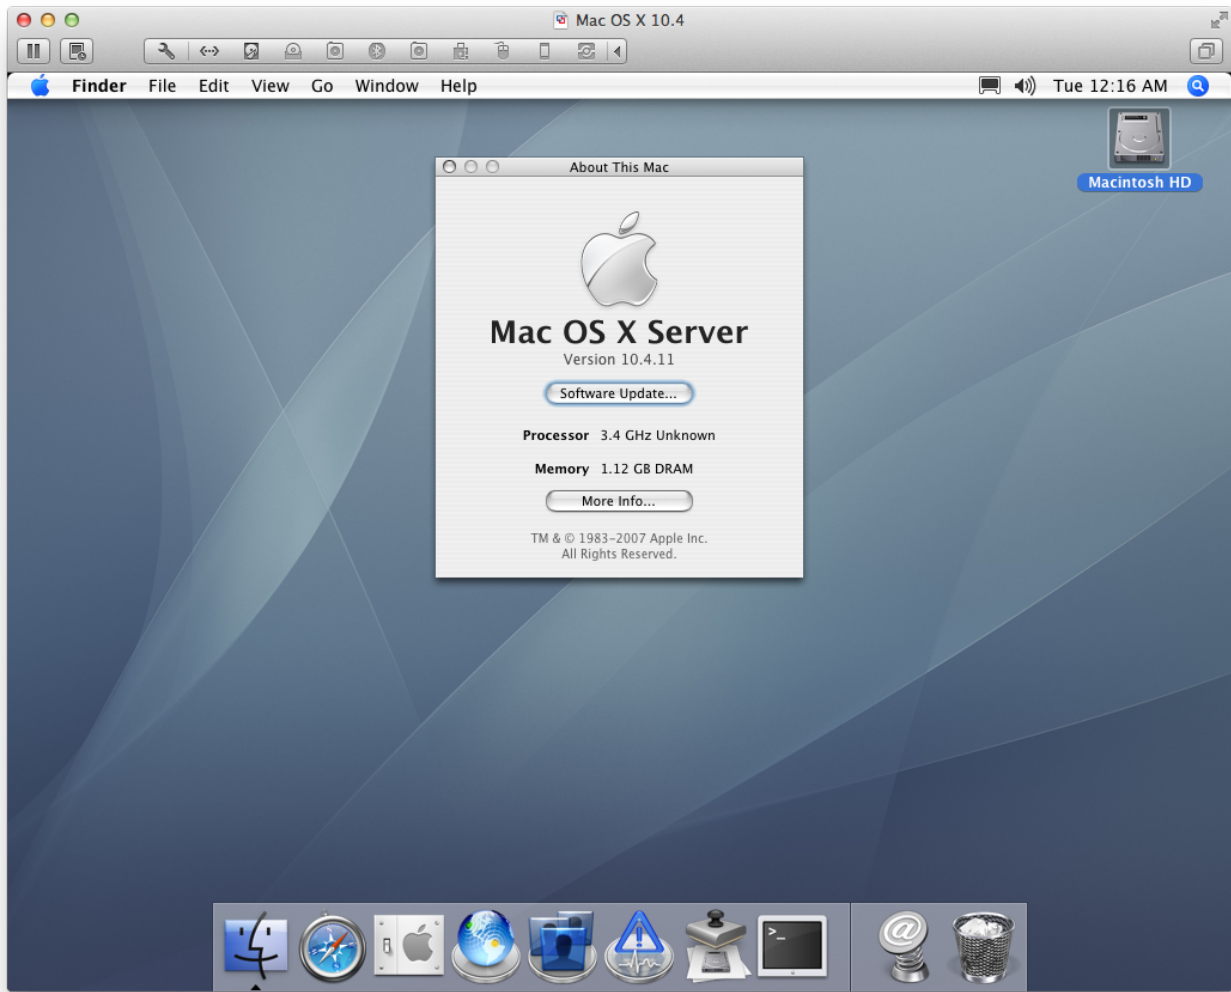 Mac OS X 10.4
Finder File Edit View Go Window Help Tue 12:16 AM
Macintosh HD
About This Mac
Mac OS X Server
Version 10.4.11
Software Update...
Processor 3.4 GHz Unknown
Memory 1.12 GB DRAM
More Info...
TM & © 1983-2007 Apple Inc.
All Rights Reserved.
>_
@